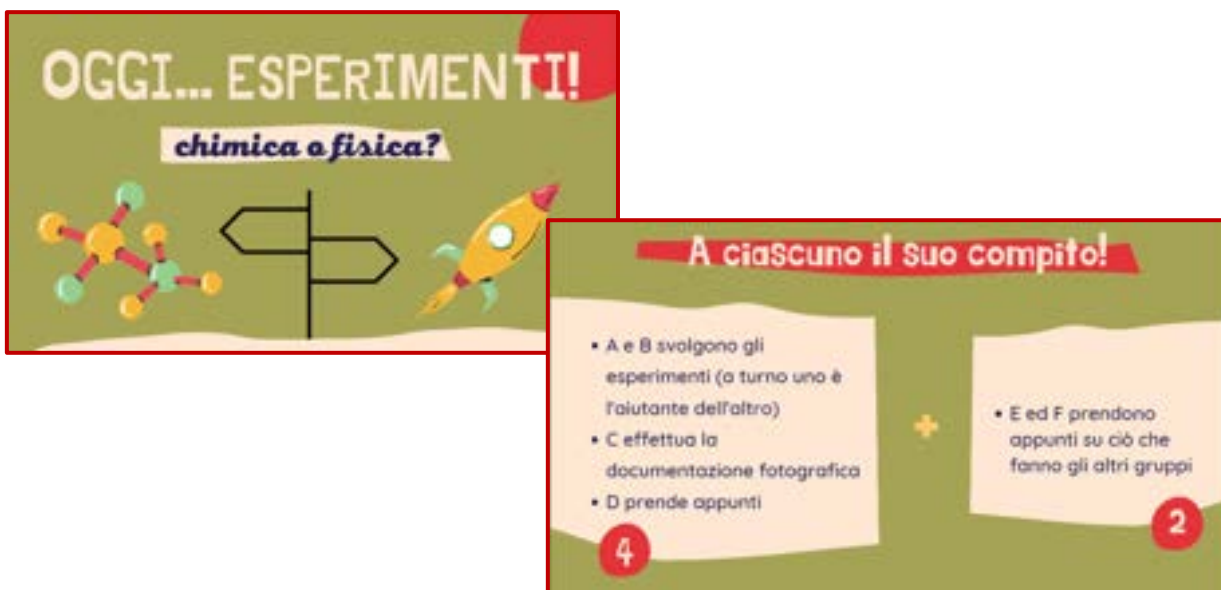 OGGI... ESPERIMENTI!
chimica o fisica?
A ciascuno il suo compito!
• A e B svolgono gli
esperimenti (a turno uno è
l'aiutante dell'altro)
• C effettua la
documentazione fotografica
• D prende appunti
4
+
• E ed F prendono
appunti su ciò che
fanno gli altri gruppi
2